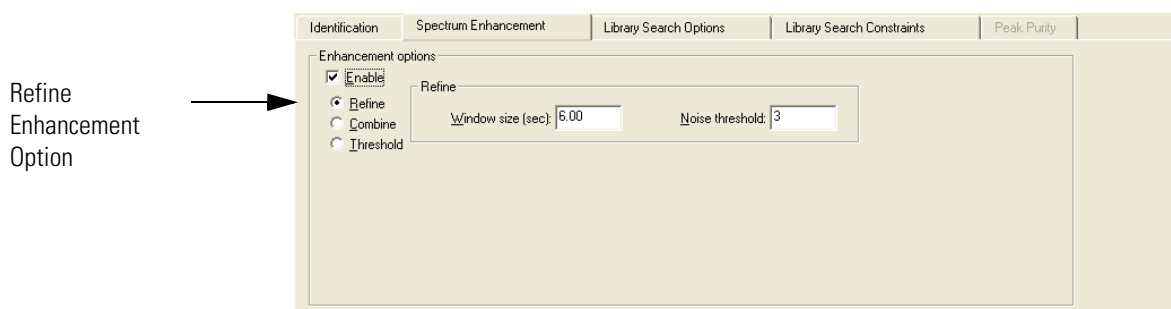 Identification Spectrum Enhancement Library Search Options Library Search Constraints Peak Purity
Enhancement options
Enable
Refine
Refine
Window size (sec): 6.00 Noise threshold: 3
Combine
Threshold
Refine
Enhancement
Option